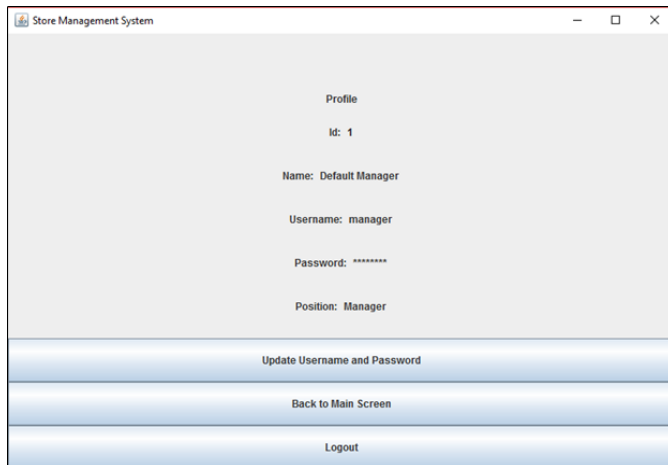 Store Management System
Profile
Id: 1
Name: Default Manager
Username: manager
Password: ********
Position: Manager
Update Username and Password
Back to Main Screen
Logout